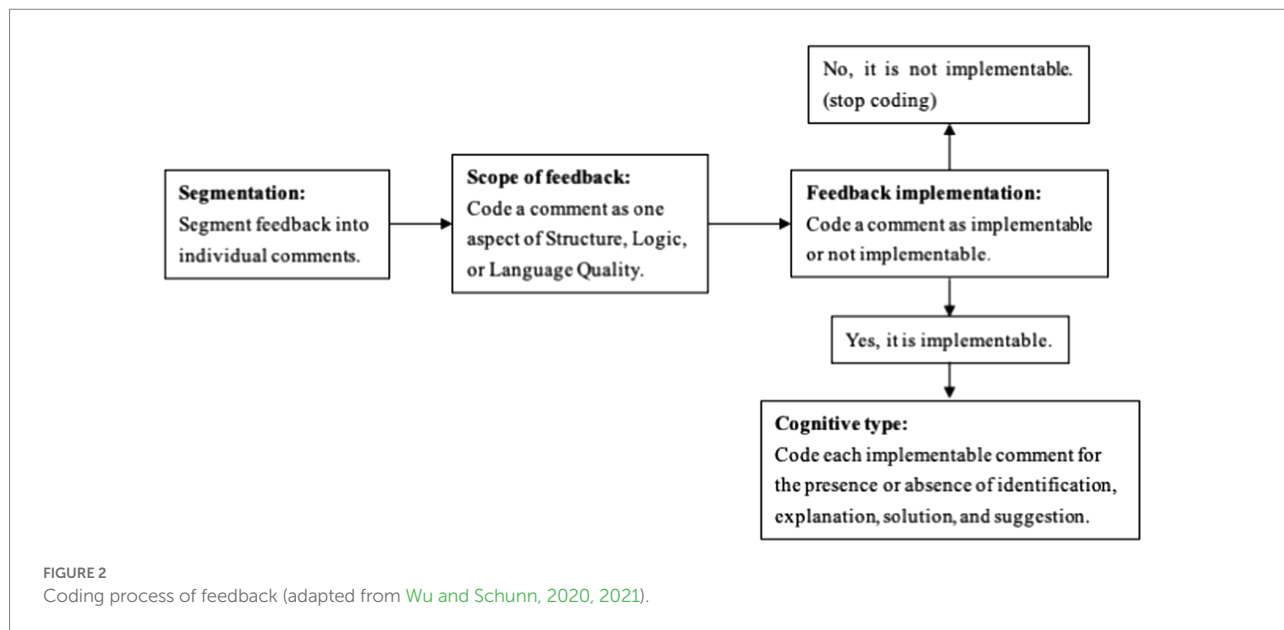 No, it is not implementable.
(stop coding)
Segmentation:
Segment feedback into
individual comments.
Scope of feedback:
Code a comment as one
aspect of Structure, Logic,
or Language Quality.
Feedback implementation:
Code a comment as implementable
or not implementable.
Yes, it is implementable.
Cognitive type:
Code each implementable comment for
the presence or absence of identification,
explanation, solution, and suggestion.
FIGURE 2
Coding process of feedback (adapted from Wu and Schunn, 2020, 2021).